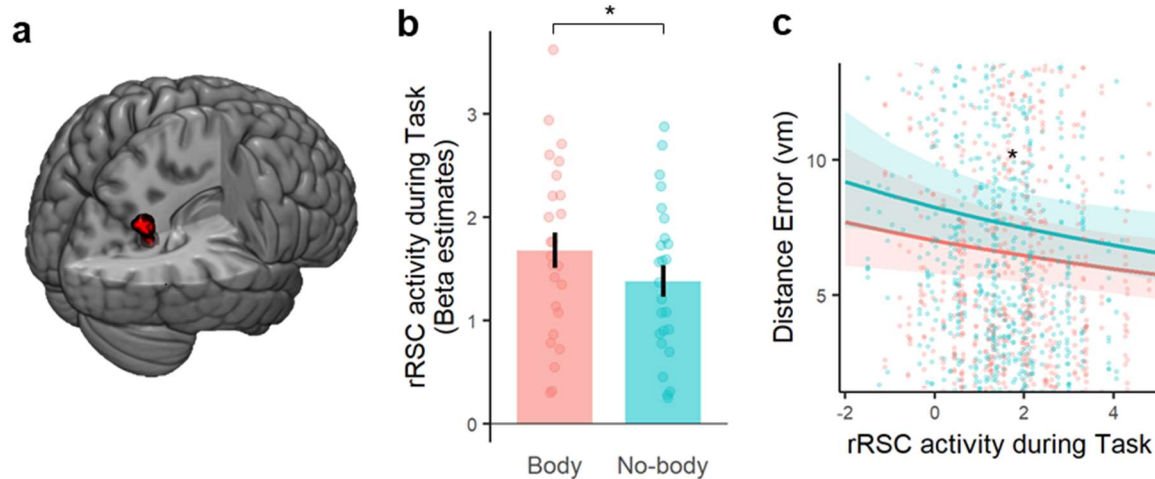 a
b
*
rRSC activity during Task
(Beta estimates)
3
2
1
0
Body No-body
c
Distance Error (vm)
10
5
*
-2 0 2 4
rRSC activity during Task